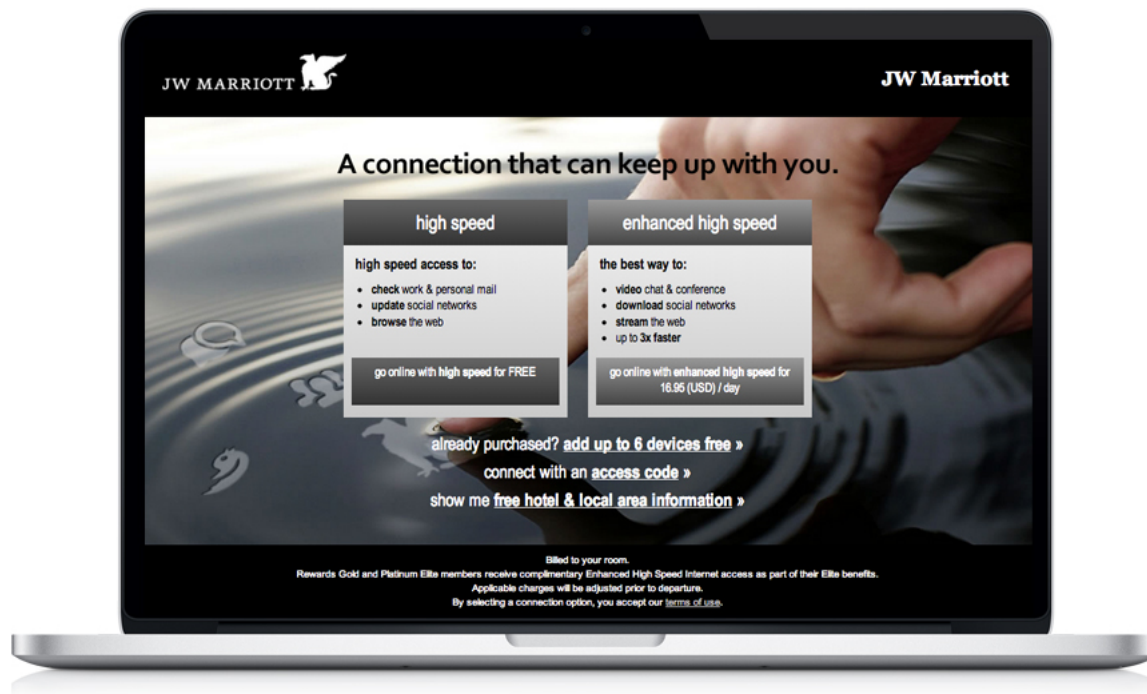 JW MARRIOTT
JW Marriott
A connection that can keep up with you.
high speed
high speed access to:
• check work & personal mail
• update social networks
• browse the web
go online with high speed for FREE
enhanced high speed
the best way to:
• video chat & conference
• download social networks
• stream the web
• up to 3x faster
go online with enhanced high speed for
16.95 (USD) / day
already purchased? add up to 6 devices free »
connect with an access code »
show me free hotel & local area information »
Billed to your room.
Rewards Gold and Platinum Elite members receive complimentary Enhanced High Speed Internet access as part of their Elite benefits.
Applicable charges will be adjusted prior to departure.
By selecting a connection option, you accept our terms of use.